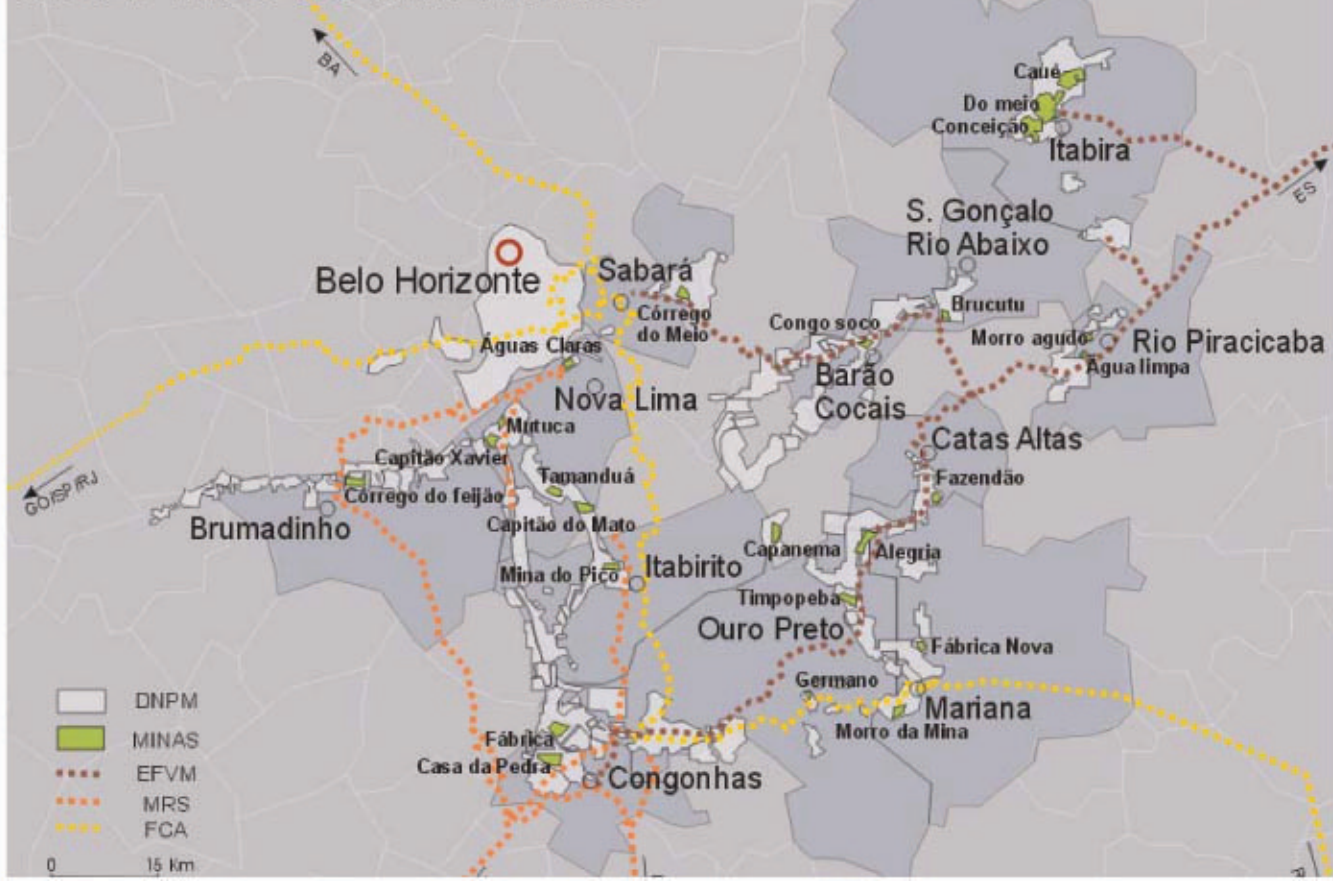 BA
Caué
Do meio
Conceição
Itabira
ES
S. Gonçalo
Rio Abaixo
Belo Horizonte
Sabará
Córrego
do Meio
Brucutu
Congo soco
Morro agudo
Rio Piracicaba
Água limpa
Águas Claras
Barão
Cocais
Nova Lima
Mutuca
Catas Altas
Capitão Xavier
Tamanduá
Fazendão
GO/SP/RJ
Córrego do feijão
Brumadinho
Capitão do Mato
Capanema
Alegria
Mina do Pico
Itabirito
Timpopeba
Ouro Preto
Fábrica Nova
Germano
Mariana
Morro da Mina
Fábrica
Casa da Pedra
Congonhas
DNPM
MINAS
EFVM
MRS
FCA
0 15 Km